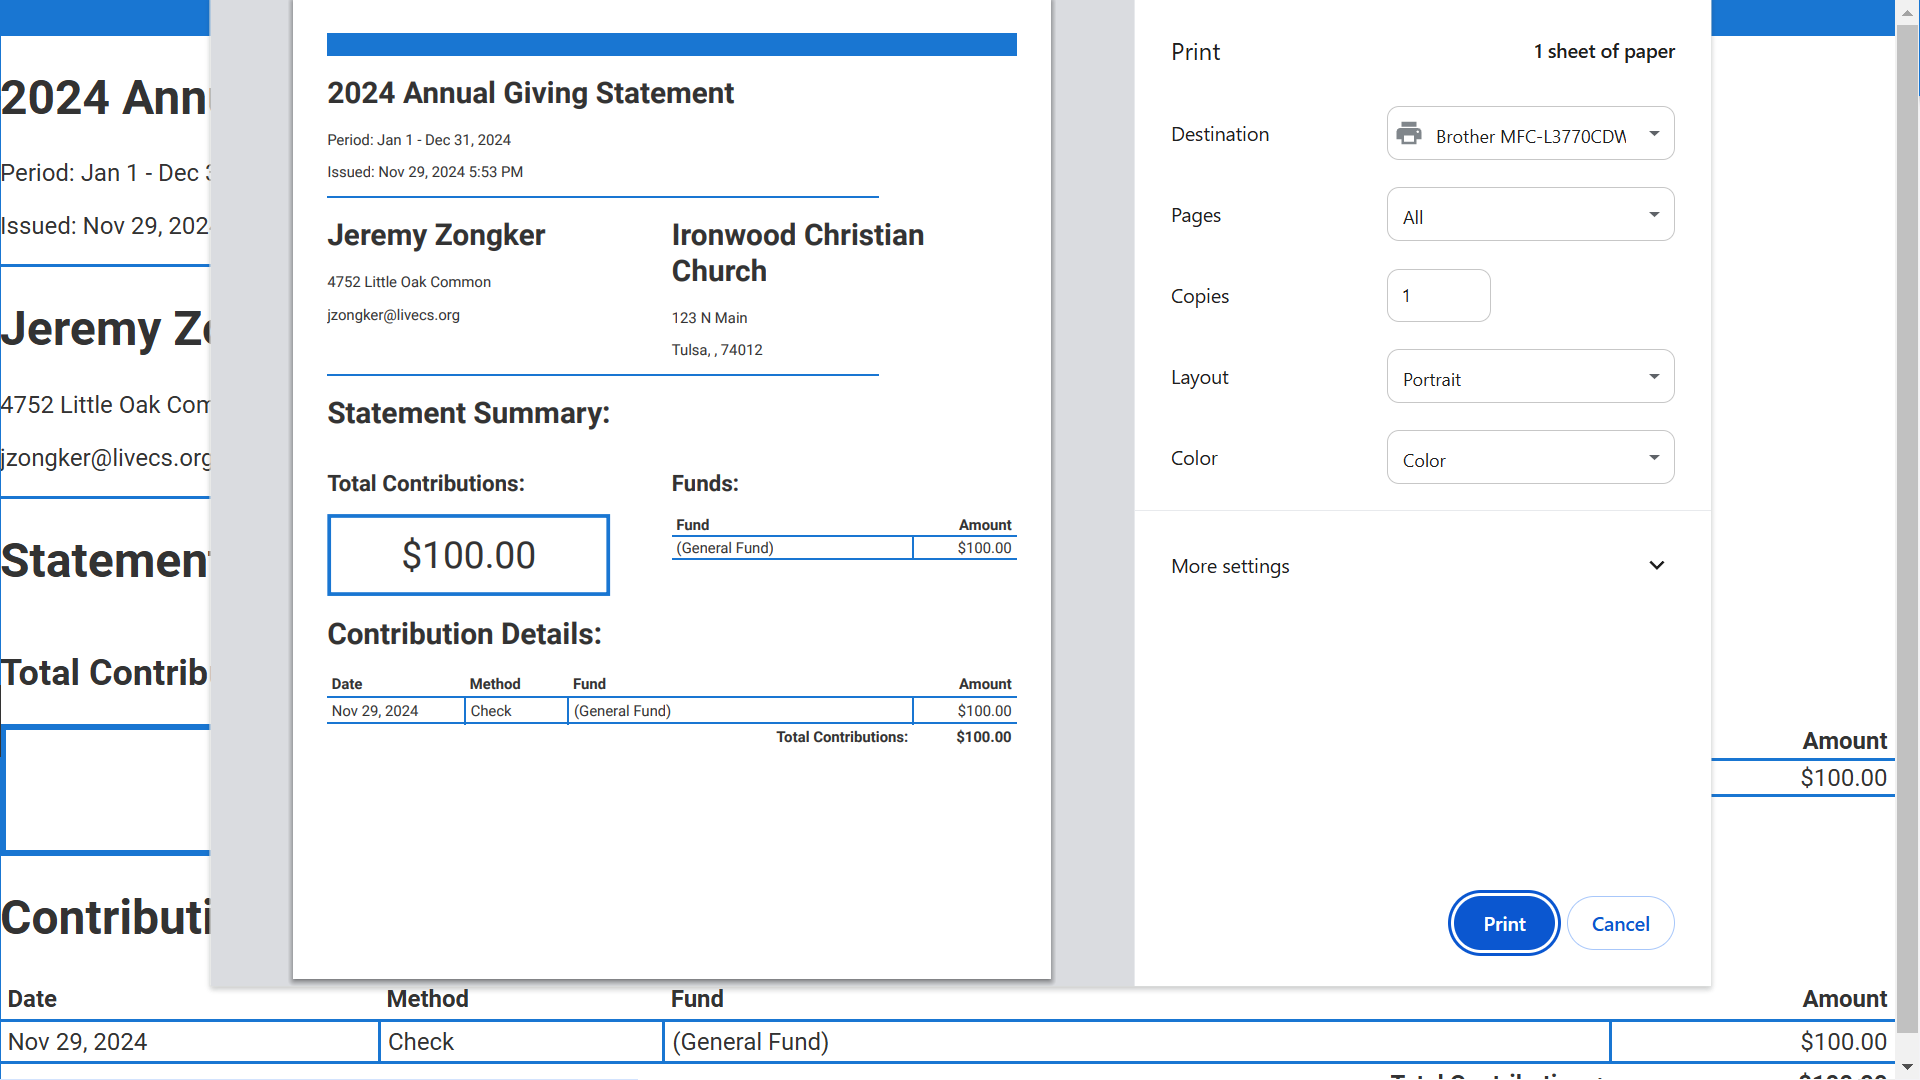 2024 Annual Giving Statement
Period: Jan 1 - Dec 31, 2024
Issued: Nov 29, 2024 5:53 PM
Jeremy Zongker
4752 Little Oak Common
jzongker@livecs.org
Ironwood Christian
Church
123 N Main
Tulsa, , 74012
Statement Summary:
Total Contributions:
$100.00
Funds:
Fund Amount
(General Fund) $100.00
Contribution Details:
Date Method Fund Amount
Nov 29, 2024 Check (General Fund) $100.00
Total Contributions: $100.00
Print
1 sheet of paper
Destination
Brother MFC-L3770CDW
Pages
All
Copies
1
Layout
Portrait
Color
Color
More settings
Print
Cancel
2024 Ann
Period: Jan 1 - Dec
Issued: Nov 29, 202
Jeremy Zo
4752 Little Oak Com
jzongker@livecs.org
Statement
Total Contrib
Amount
$100.00
Contributi
Date Method Fund Amount
Nov 29, 2024 Check (General Fund) $100.00